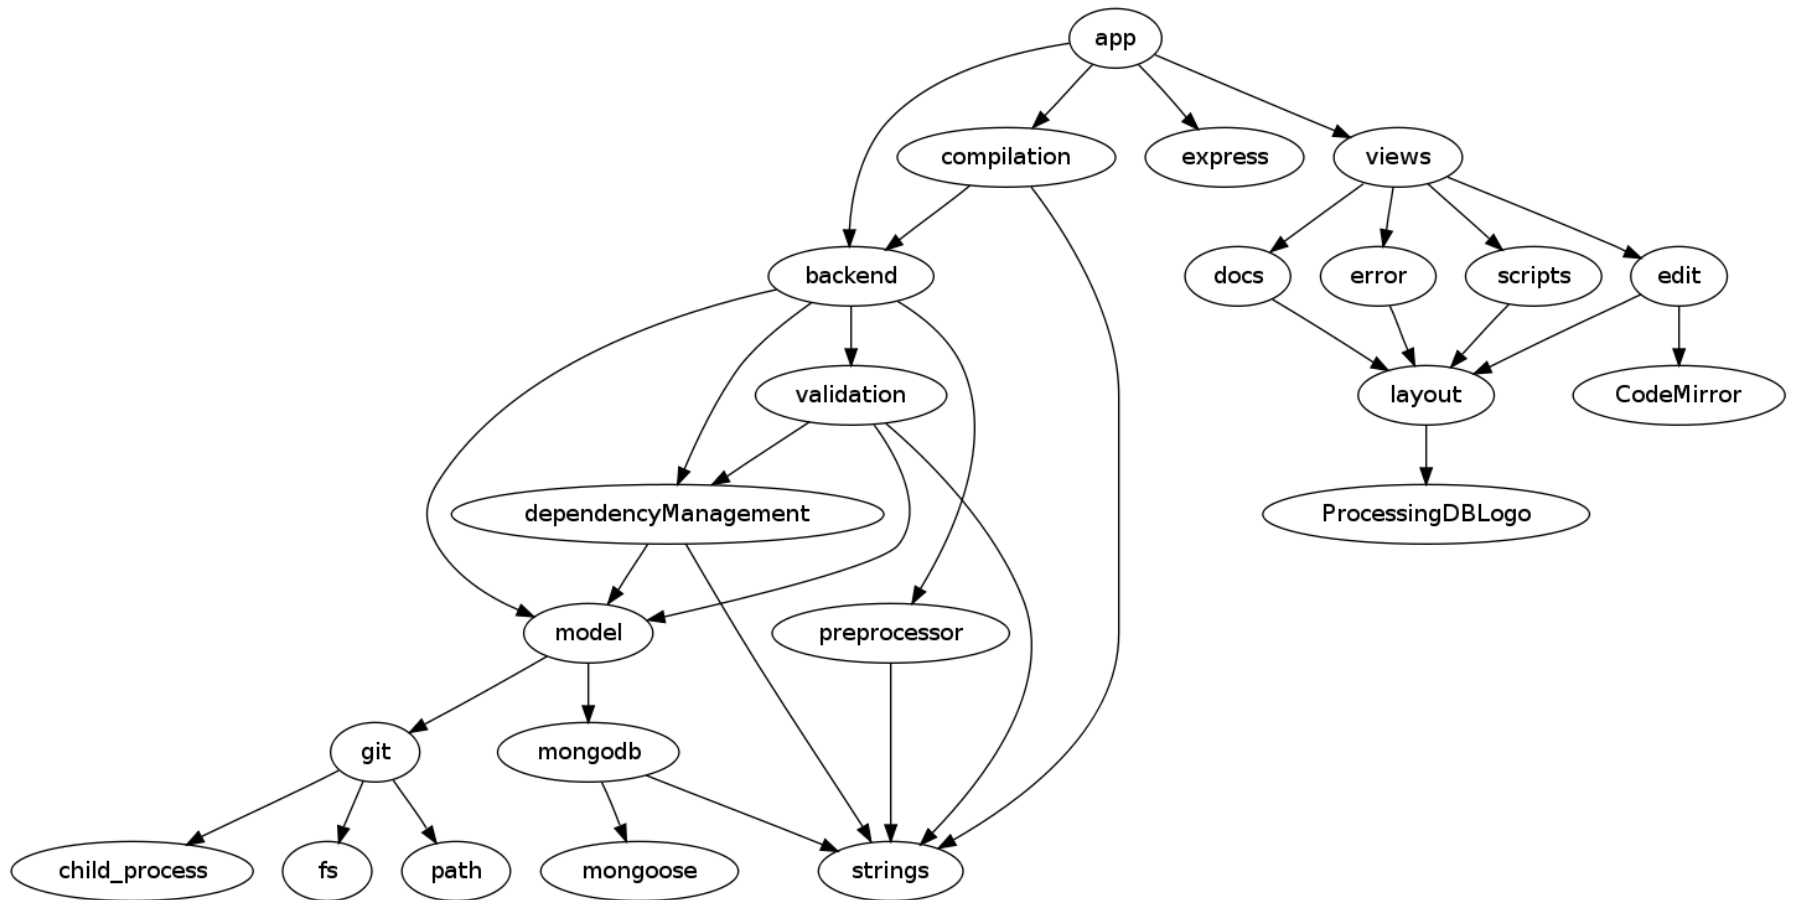 app
compilation
express
views
backend
docs
error
scripts
edit
validation
layout
CodeMirror
dependencyManagement
ProcessingDBLogo
model
preprocessor
git
mongodb
child_process
fs
path
mongoose
strings